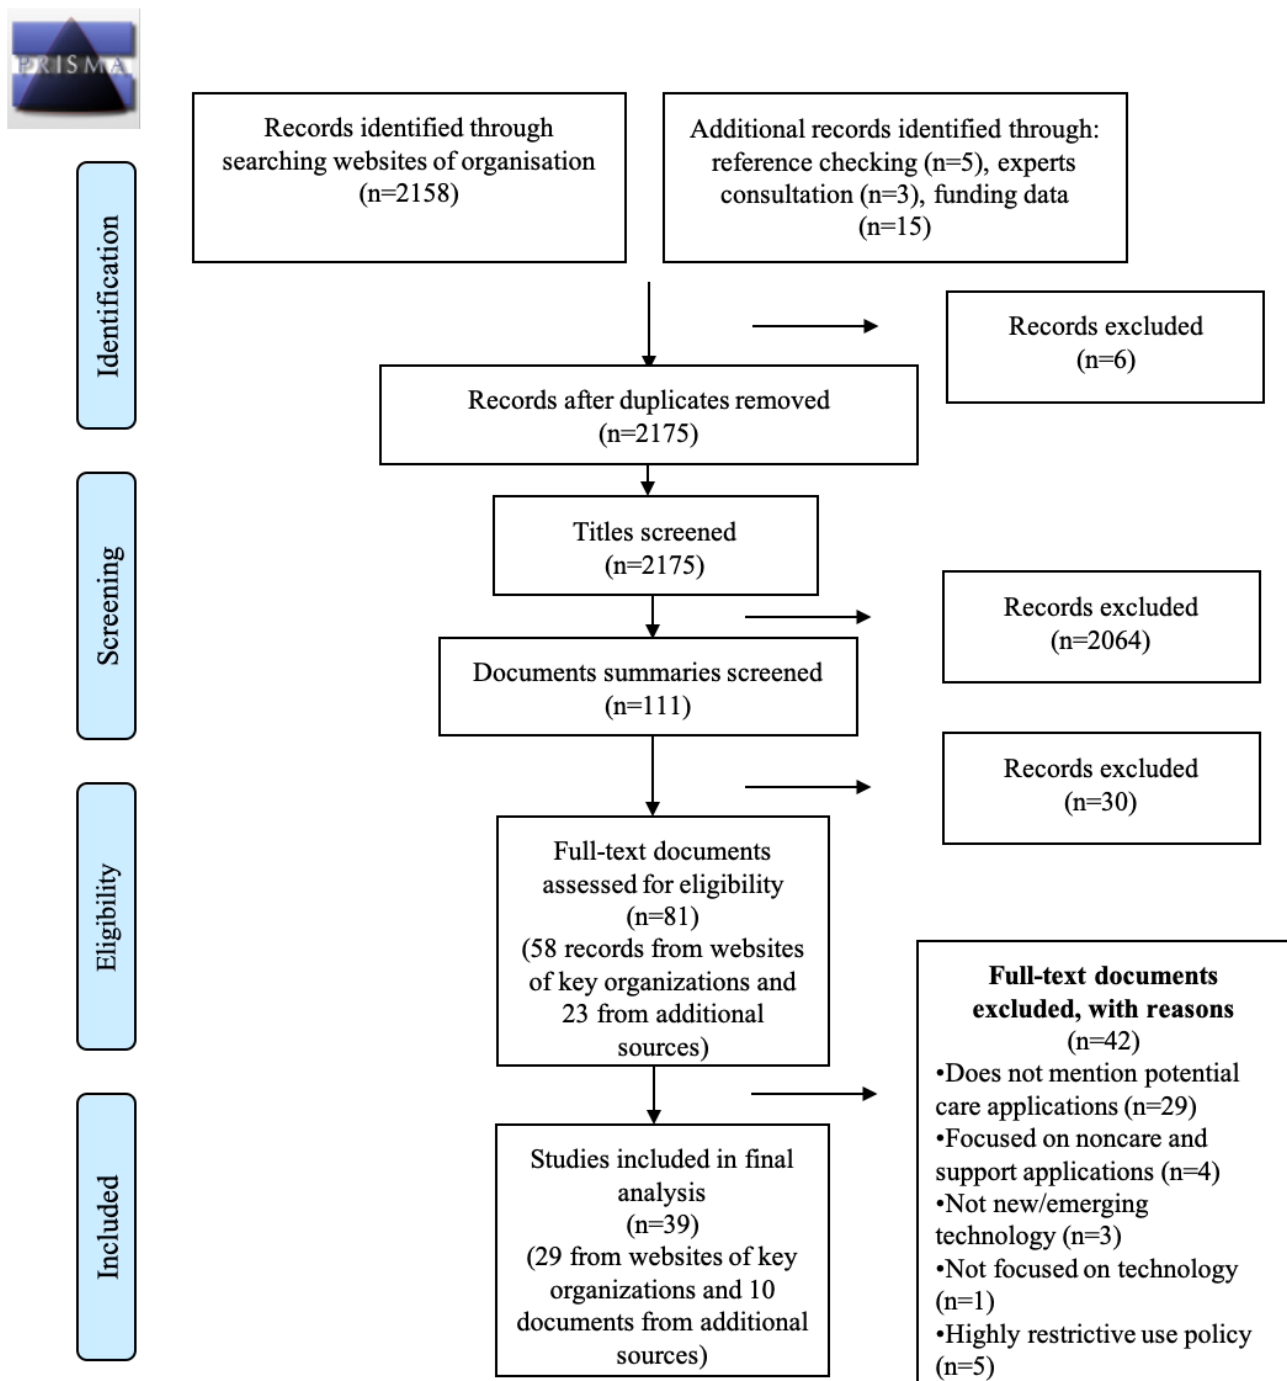 PRISMA
Records identified through
searching websites of organisation
(n=2158)
Additional records identified through:
reference checking (n=5), experts
consultation (n=3), funding data
(n=15)
Identification
Records excluded
(n=6)
Records after duplicates removed
(n=2175)
Screening
Titles screened
(n=2175)
Records excluded
(n=2064)
Documents summaries screened
(n=111)
Records excluded
(n=30)
Eligibility
Full-text documents
assessed for eligibility
(n=81)
(58 records from websites
of key organizations and
23 from additional
sources)
Full-text documents
excluded, with reasons
(n=42)
•Does not mention potential
care applications (n=29)
•Focused on noncare and
support applications (n=4)
•Not new/emerging
technology (n=3)
•Not focused on technology
(n=1)
•Highly restrictive use policy
(n=5)
Included
Studies included in final
analysis
(n=39)
(29 from websites of key
organizations and 10
documents from additional
sources)